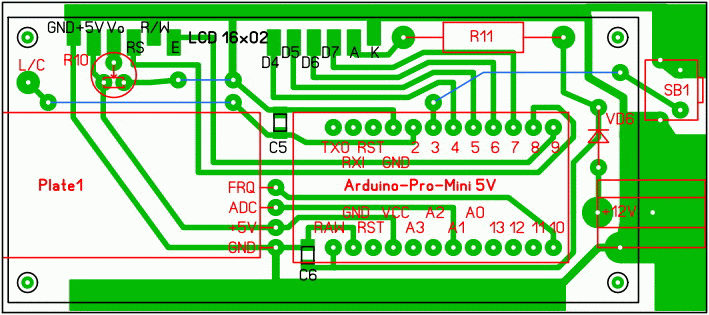 GND+5V Vo R/W
RS E LCD 16x02
D4 D5 D6 D7 A K
R11
R10
L/C
SB1
C5
VD6
TX0 RST 2 3 4 5 6 7 8 9
RXI GND
Plate1
Arduino-Pro-Mini 5V
FRQ
ADC
+5V
GND
+12V
GND VCC A2 A0
RAW RST A3 A1 13 12 11 10
C6